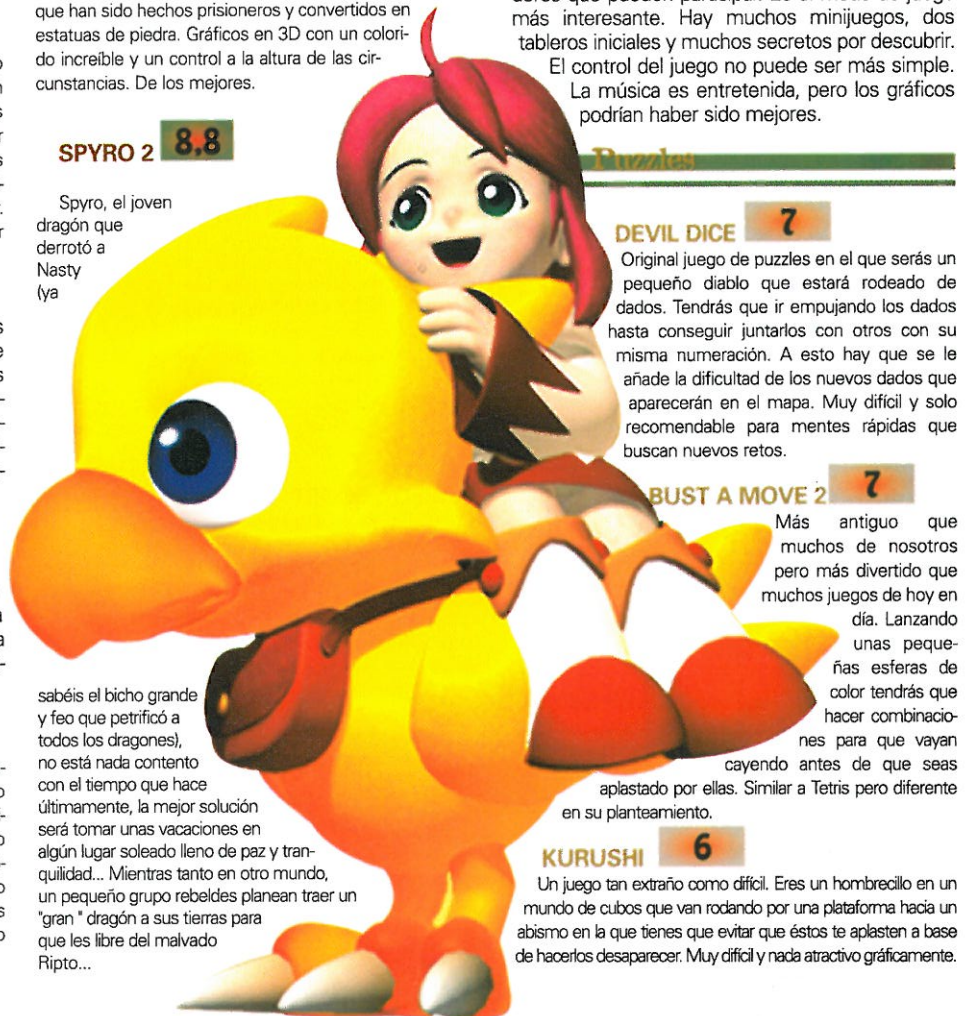 que han sido hechos prisioneros y convertidos en
estatuas de piedra. Gráficos en 3D con un colori-
do increíble y un control a la altura de las cir-
cunstancias. De los mejores.
SPYRO 2 8,8
Spyro, el joven
dragón que
derrotó a
Nasty
(ya
sabéis el bicho grande
y feo que petrificó a
todos los dragones),
no está nada contento
con el tiempo que hace
últimamente, la mejor solución
será tomar unas vacaciones en
algún lugar soleado lleno de paz y tran-
quilidad... Mientras tanto en otro mundo,
un pequeño grupo rebeldes planean traer un
"gran " dragón a sus tierras para
que les libre del malvado
Ripto...
más interesante. Hay muchos minijuegos, dos
tableros iniciales y muchos secretos por descubrir.
El control del juego no puede ser más simple.
La música es entretenida, pero los gráficos
podrían haber sido mejores.
Puzzles
DEVIL DICE 7
Original juego de puzzles en el que serás un
pequeño diablo que estará rodeado de
dados. Tendrás que ir empujando los dados
hasta conseguir juntarlos con otros con su
misma numeración. A esto hay que se le
añade la dificultad de los nuevos dados que
aparecerán en el mapa. Muy difícil y solo
recomendable para mentes rápidas que
buscan nuevos retos.
BUST A MOVE 2 7
Más antiguo que
muchos de nosotros
pero más divertido que
muchos juegos de hoy en
día. Lanzando
unas peque-
ñas esferas de
color tendrás que
hacer combinacio-
nes para que vayan
cayendo antes de que seas
aplastado por ellas. Similar a Tetris pero diferente
en su planteamiento.
KURUSHI 6
Un juego tan extraño como difícil. Eres un hombrecillo en un
mundo de cubos que van rodando por una plataforma hacia un
abismo en la que tienes que evitar que éstos te aplasten a base
de hacerlos desaparecer. Muy difícil y nada atractivo gráficamente.